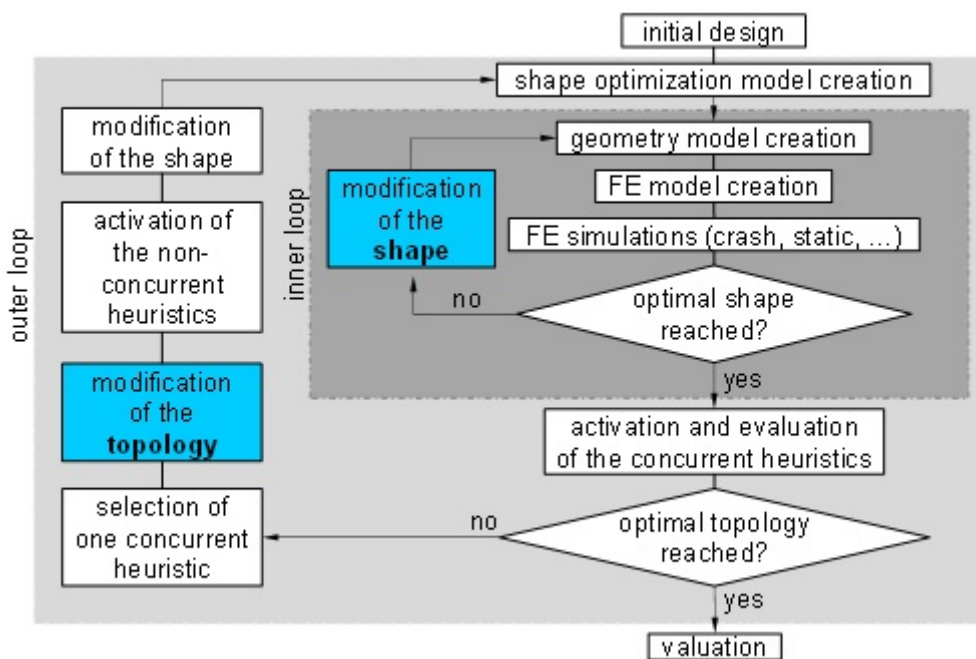 initial design
shape optimization model creation
modification
of the shape
geometry model creation
modification
of the
shape
FE model creation
activation of
the non-
concurrent
heuristics
FE simulations (crash, static, ...)
inner loop
outer loop
no
optimal shape
reached?
yes
modification
of the
topology
activation and evaluation
of the concurrent heuristics
selection of
one concurrent
heuristic
no
optimal topology
reached?
yes
valuation